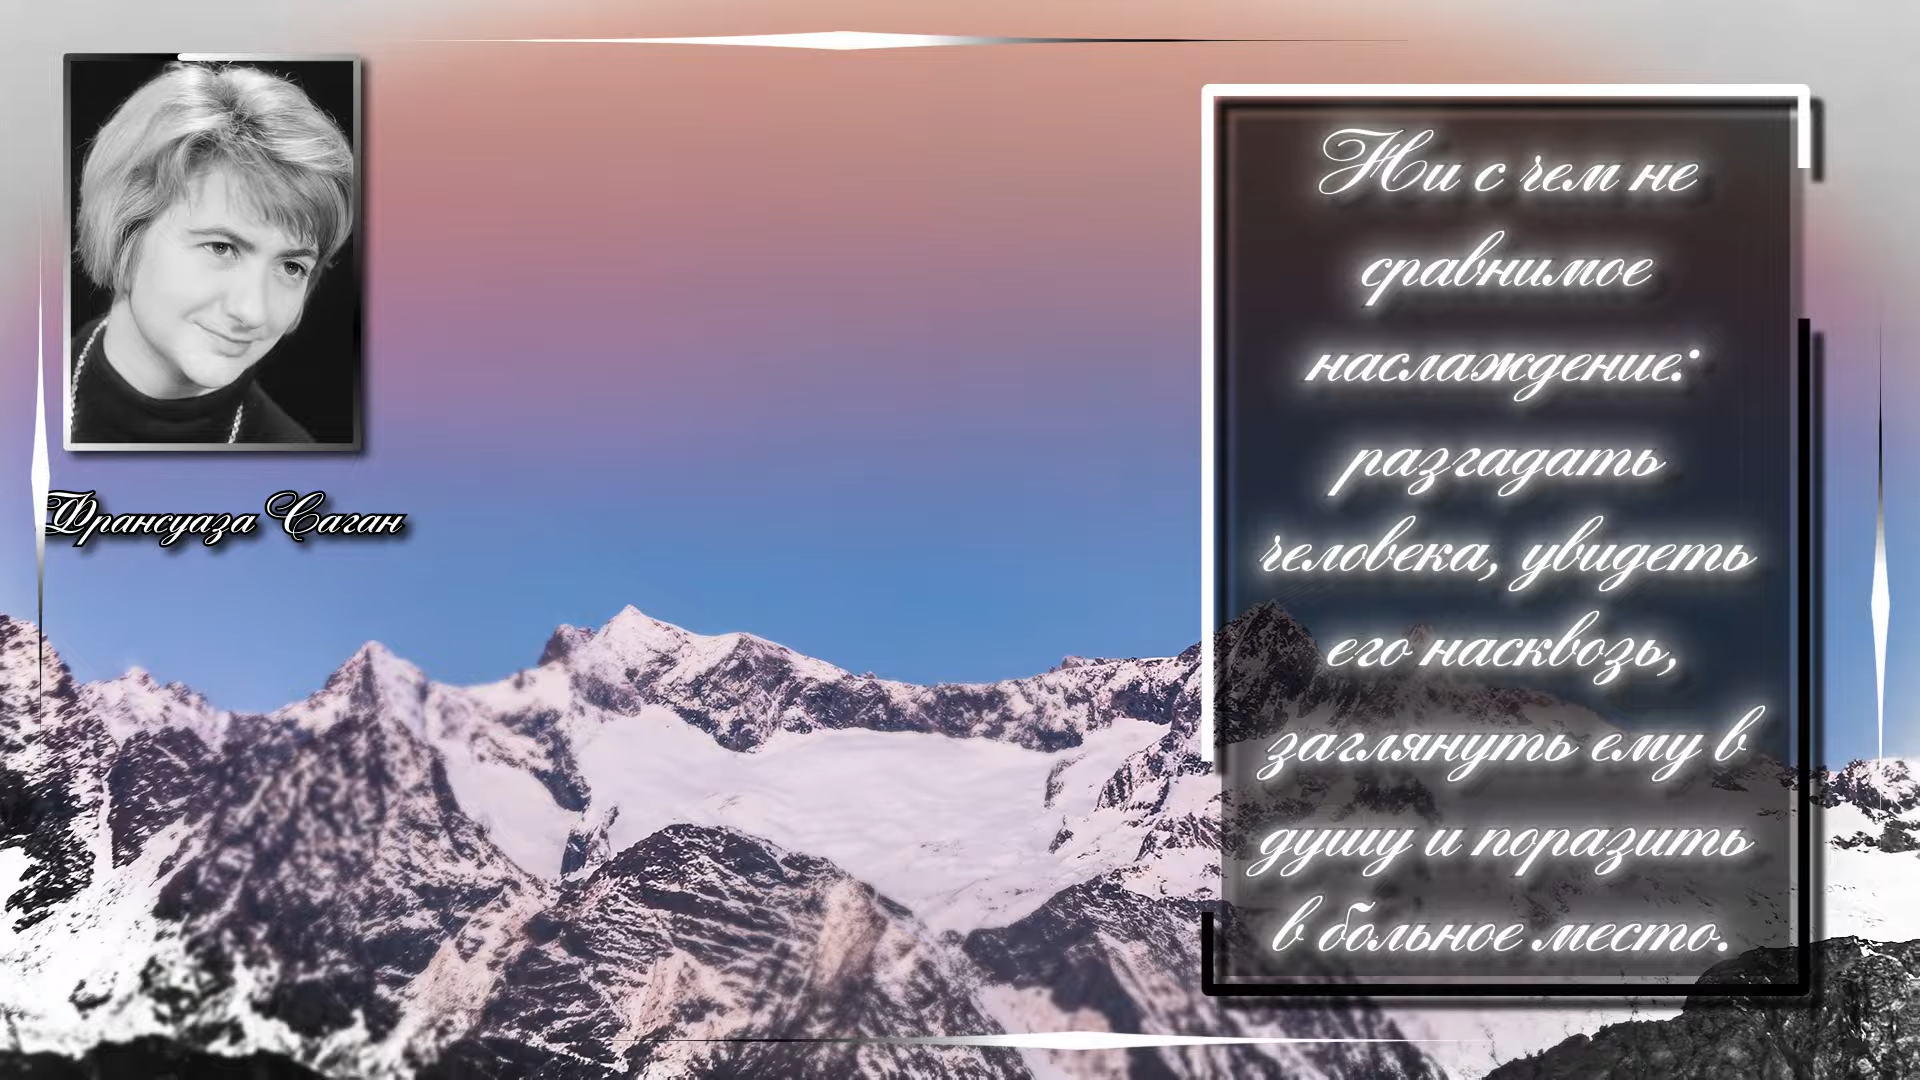 Франсуаза Саган
Ни с чем не
сравнимое
наслаждение:
разгадать
человека, увидеть
его насквозь,
заглянуть ему в
душу и поразить
в больное место.